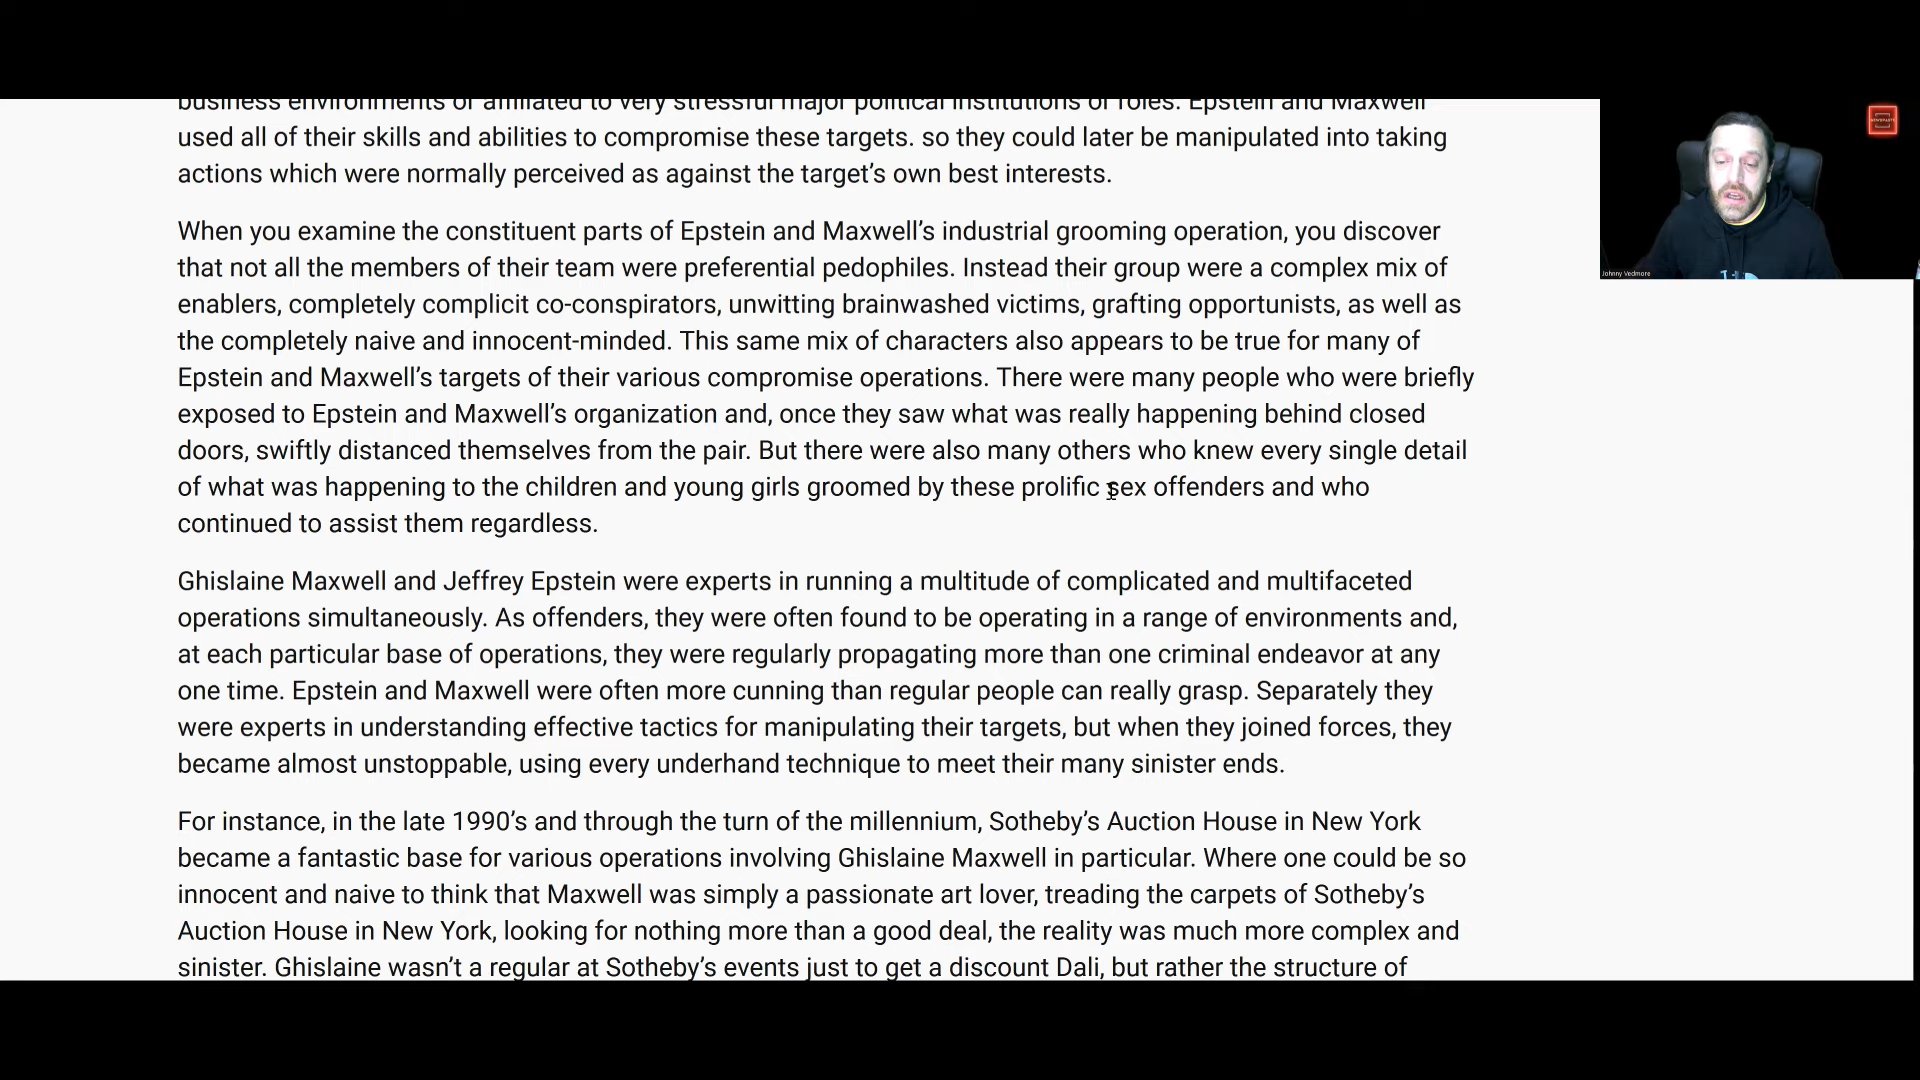 business environments or affiliated to very stressful major political institutions or roles. Epstein and Maxwell
used all of their skills and abilities to compromise these targets. so they could later be manipulated into taking
actions which were normally perceived as against the target’s own best interests.
When you examine the constituent parts of Epstein and Maxwell’s industrial grooming operation, you discover
that not all the members of their team were preferential pedophiles. Instead their group were a complex mix of
enablers, completely complicit co-conspirators, unwitting brainwashed victims, grafting opportunists, as well as
the completely naive and innocent-minded. This same mix of characters also appears to be true for many of
Epstein and Maxwell’s targets of their various compromise operations. There were many people who were briefly
exposed to Epstein and Maxwell’s organization and, once they saw what was really happening behind closed
doors, swiftly distanced themselves from the pair. But there were also many others who knew every single detail
of what was happening to the children and young girls groomed by these prolific sex offenders and who
continued to assist them regardless.
Ghislaine Maxwell and Jeffrey Epstein were experts in running a multitude of complicated and multifaceted
operations simultaneously. As offenders, they were often found to be operating in a range of environments and,
at each particular base of operations, they were regularly propagating more than one criminal endeavor at any
one time. Epstein and Maxwell were often more cunning than regular people can really grasp. Separately they
were experts in understanding effective tactics for manipulating their targets, but when they joined forces, they
became almost unstoppable, using every underhand technique to meet their many sinister ends.
For instance, in the late 1990’s and through the turn of the millennium, Sotheby’s Auction House in New York
became a fantastic base for various operations involving Ghislaine Maxwell in particular. Where one could be so
innocent and naive to think that Maxwell was simply a passionate art lover, treading the carpets of Sotheby’s
Auction House in New York, looking for nothing more than a good deal, the reality was much more complex and
sinister. Ghislaine wasn’t a regular at Sotheby’s events just to get a discount Dali, but rather the structure of
Johnny Vedmore